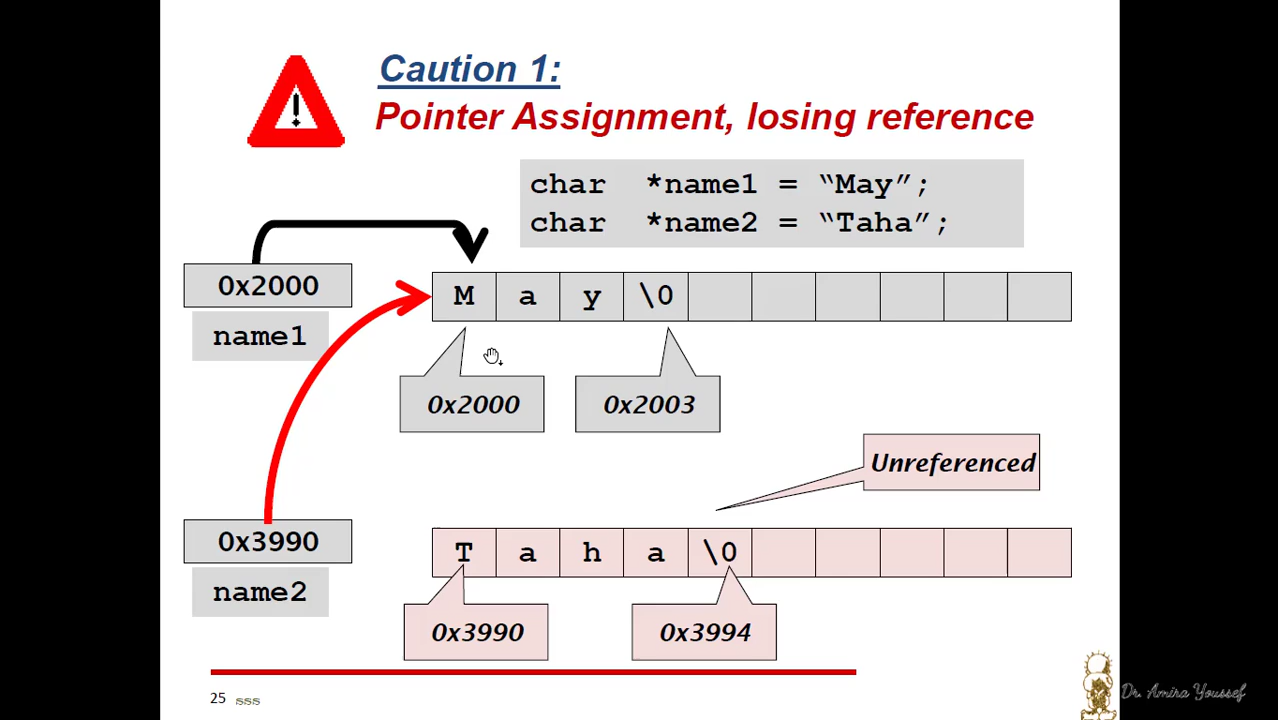 Caution 1:
Pointer Assignment, losing reference
char *name1 = “May”;
char *name2 = “Taha”;
0x2000
name1
M a y \0
0x2000
0x2003
Unreferenced
0x3990
name2
T a h a \0
0x3990
0x3994
25 sss
Dr. Amira Youssef